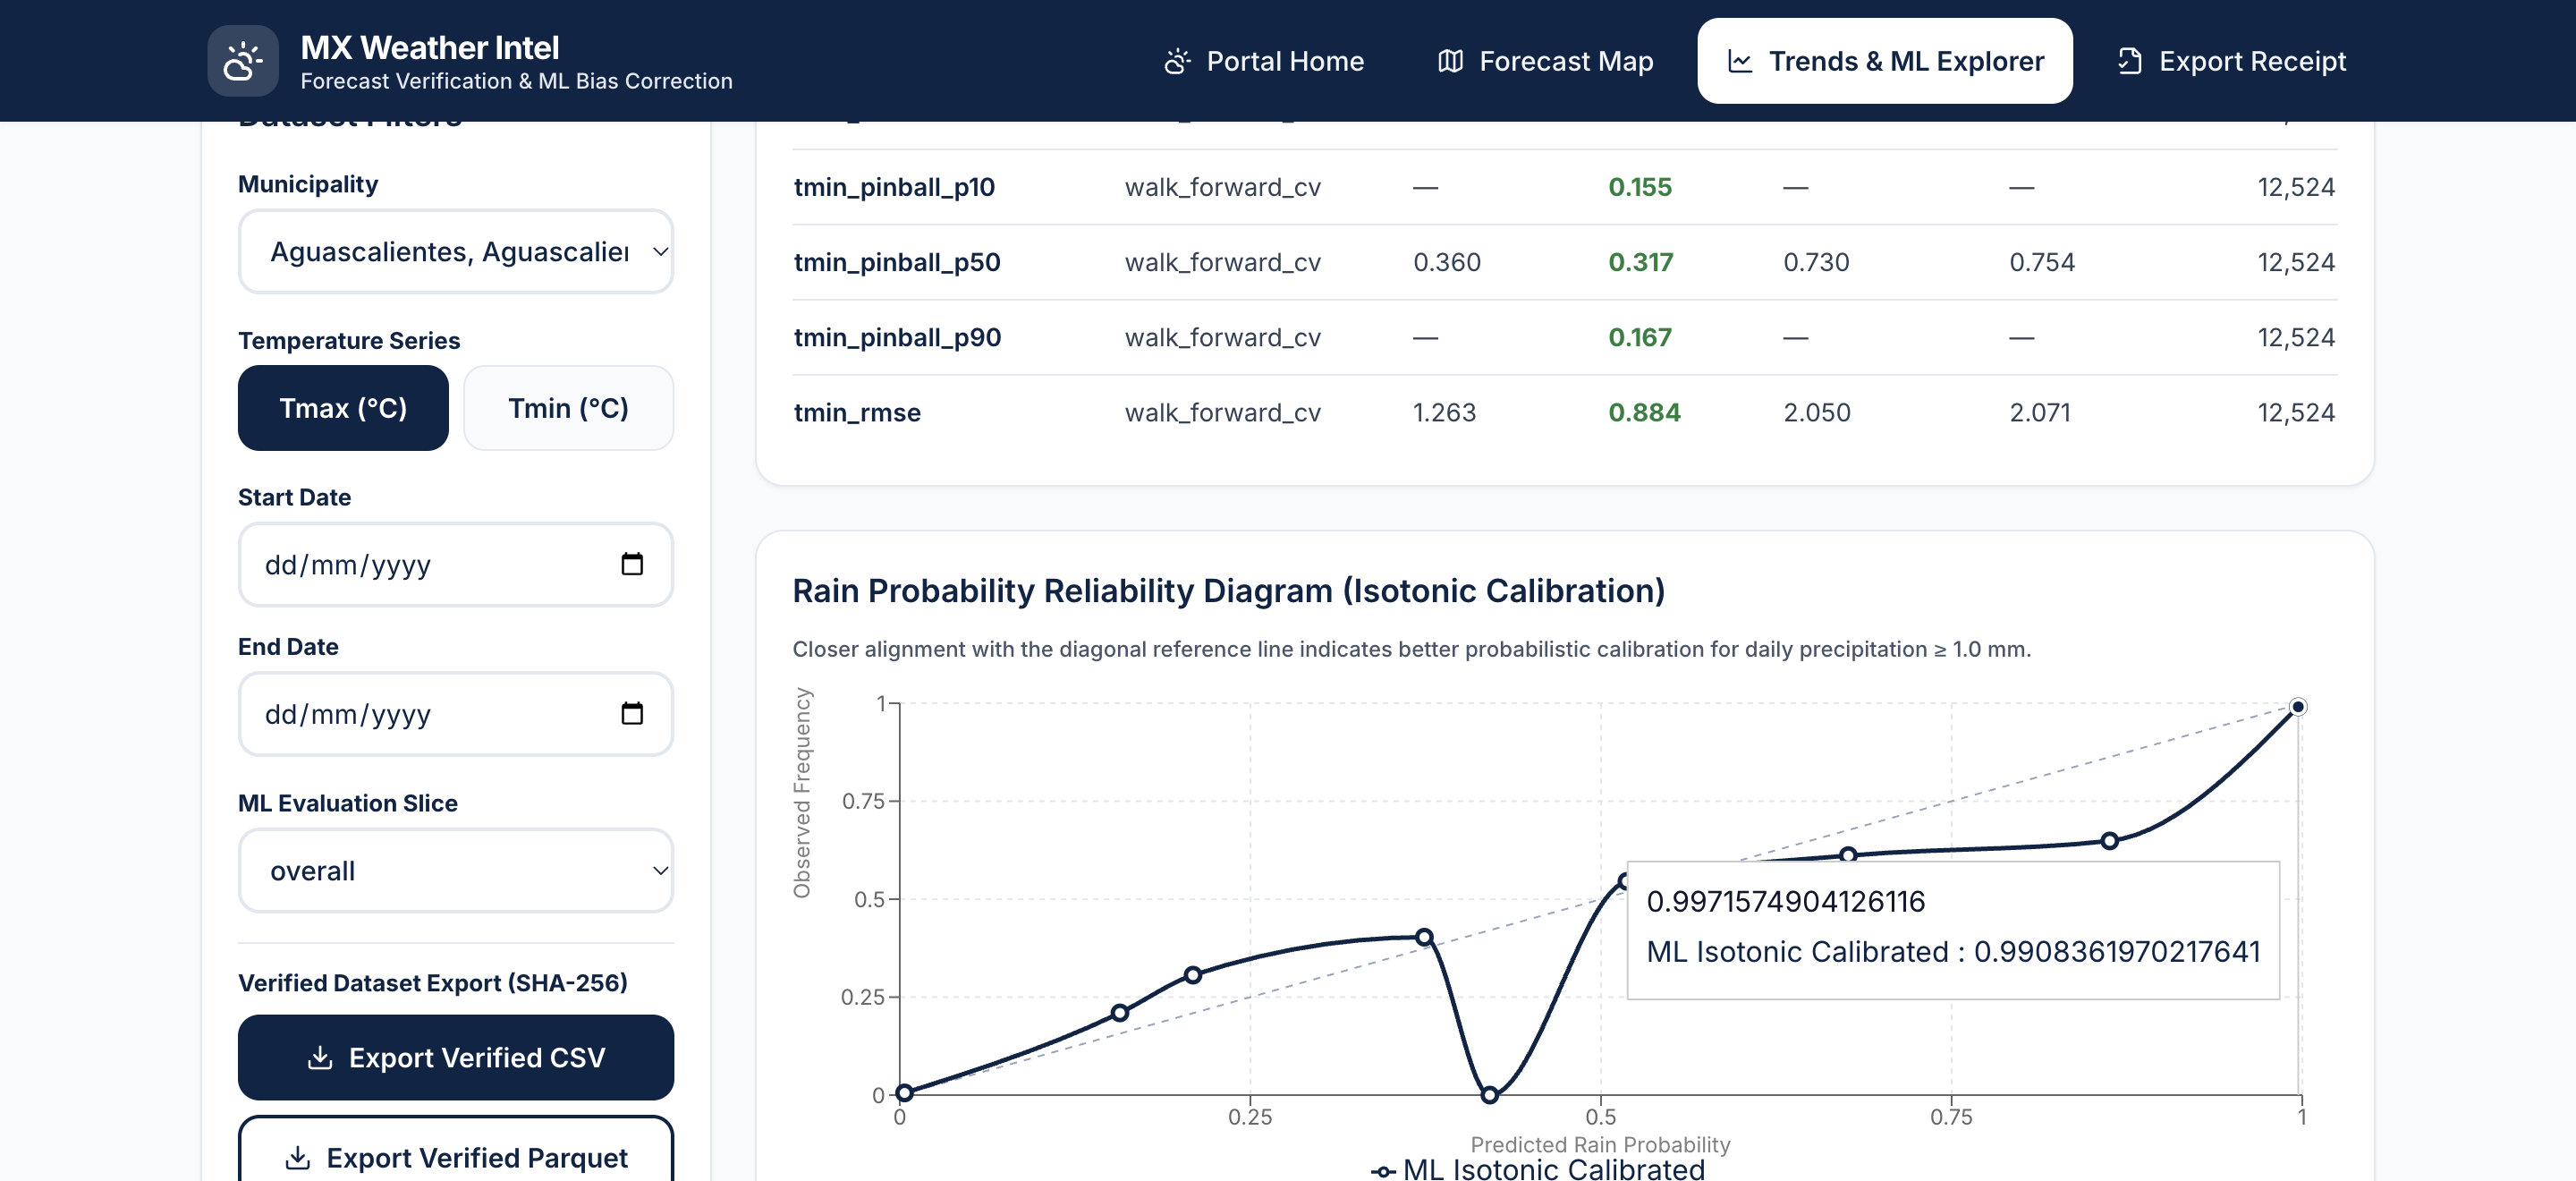 MX Weather Intel
Forecast Verification & ML Bias Correction
Portal Home
Forecast Map
Trends & ML Explorer
Export Receipt
Dataset Filters
Municipality
Aguascalientes, Aguascalier
Temperature Series
Tmax (°C)
Tmin (°C)
Start Date
dd/mm/yyyy
End Date
dd/mm/yyyy
ML Evaluation Slice
overall
Verified Dataset Export (SHA-256)
Export Verified CSV
Export Verified Parquet
tmin_pinball_p10 walk_forward_cv — 0.155 — — 12,524
tmin_pinball_p50 walk_forward_cv 0.360 0.317 0.730 0.754 12,524
tmin_pinball_p90 walk_forward_cv — 0.167 — — 12,524
tmin_rmse walk_forward_cv 1.263 0.884 2.050 2.071 12,524
Rain Probability Reliability Diagram (Isotonic Calibration)
Closer alignment with the diagonal reference line indicates better probabilistic calibration for daily precipitation ≥ 1.0 mm.
Observed Frequency
1
0.75
0.5
0.25
0
0.9971574904126116
ML Isotonic Calibrated : 0.9908361970217641
0 0.25 0.5 0.75 1
Predicted Rain Probability
ML Isotonic Calibrated